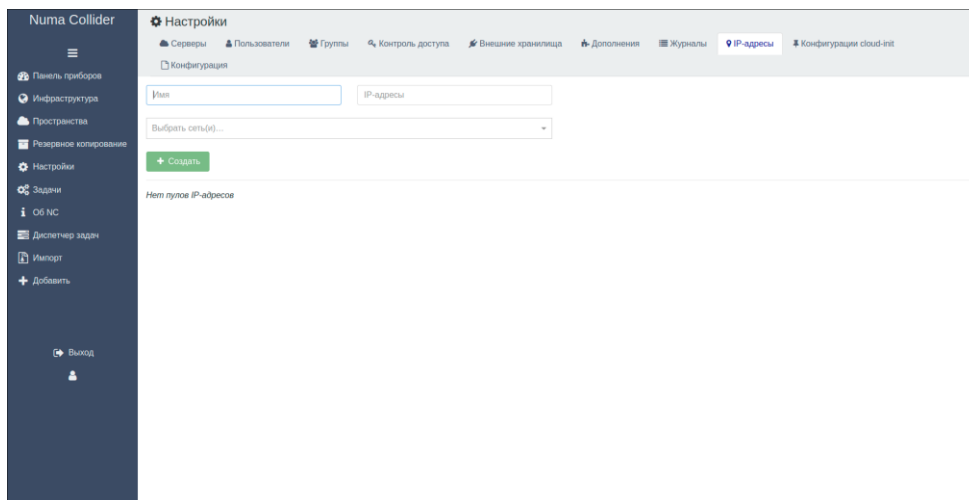 Numa Collider
Панель приборов
Инфраструктура
Пространства
Резервное копирование
Настройки
Задачи
Об NC
Диспетчер задач
Импорт
Добавить
Выход
Настройки
Серверы Пользователи Группы Контроль доступа Внешние хранилища Дополнения Журналы IP-адресы Конфигурации cloud-init
Конфигурация
Имя IP-адресы
Выбрать сеть(и)...
+ Создать
Нет пулов IP-адресов